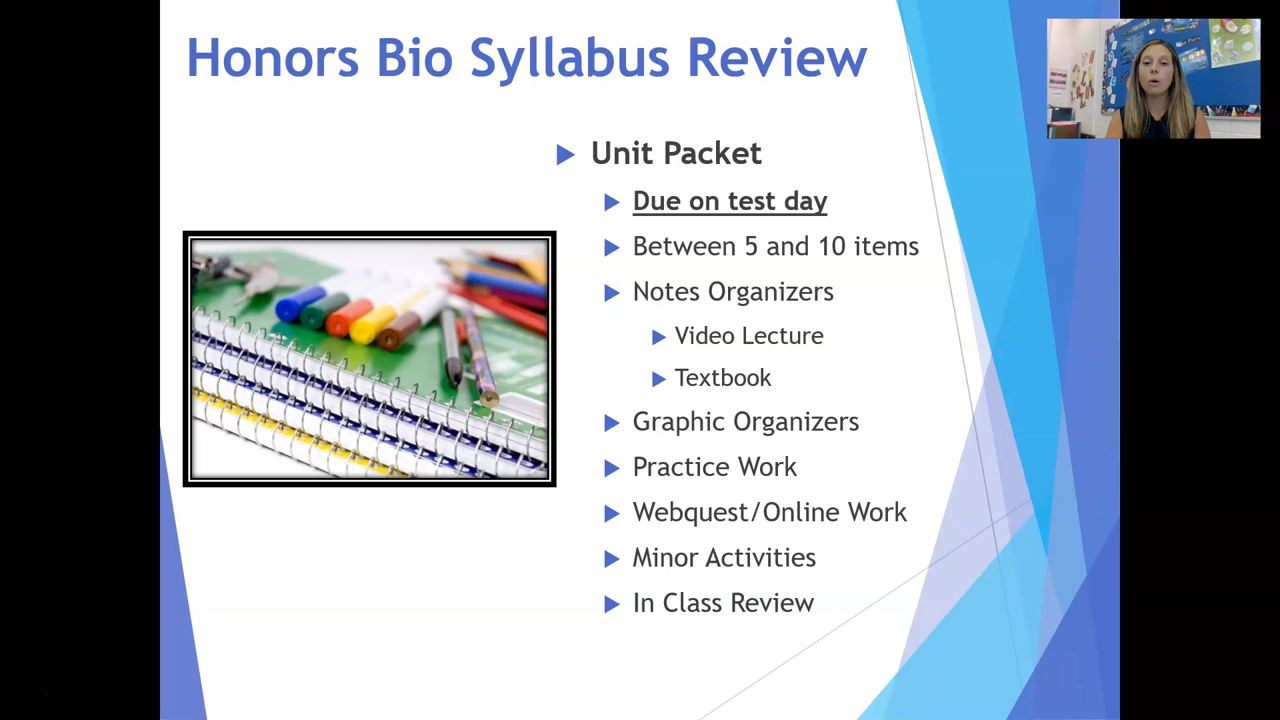 Honors Bio Syllabus Review
Unit Packet
Due on test day
Between 5 and 10 items
Notes Organizers
Video Lecture
Textbook
Graphic Organizers
Practice Work
Webquest/Online Work
Minor Activities
In Class Review